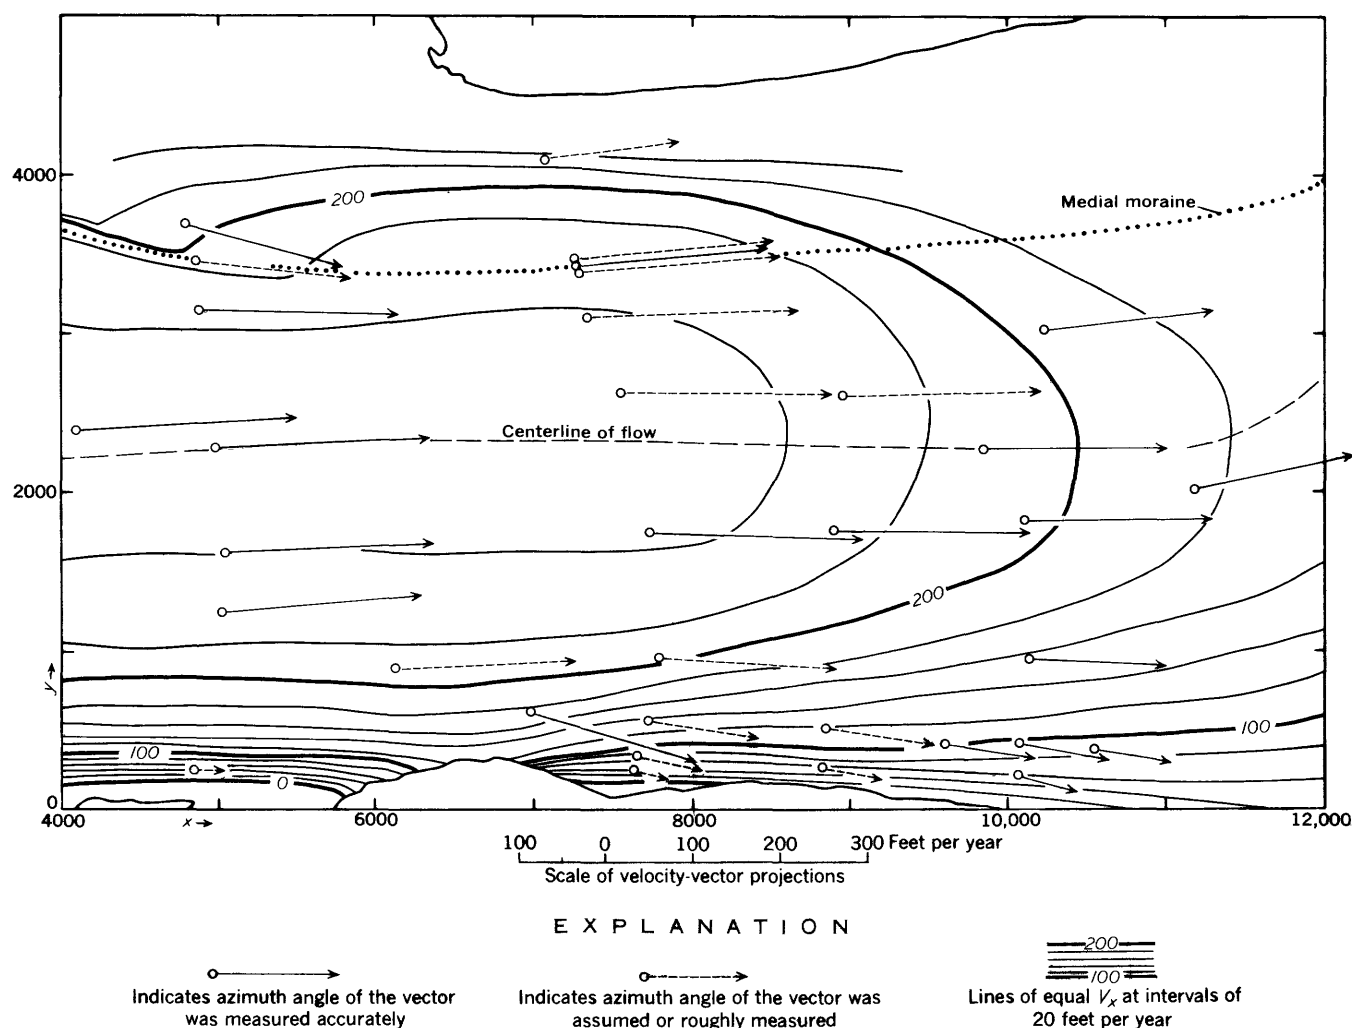 4000
200
Medial moraine
Centerline of flow
2000
200
y →
100
100
0
0
4000
x →
6000
8000
10,000
12,000
100 0 100 200 300 Feet per year
Scale of velocity-vector projections
EXPLANATION
200
100
Indicates azimuth angle of the vector
was measured accurately
Indicates azimuth angle of the vector was
assumed or roughly measured
Lines of equal Vx at intervals of
20 feet per year